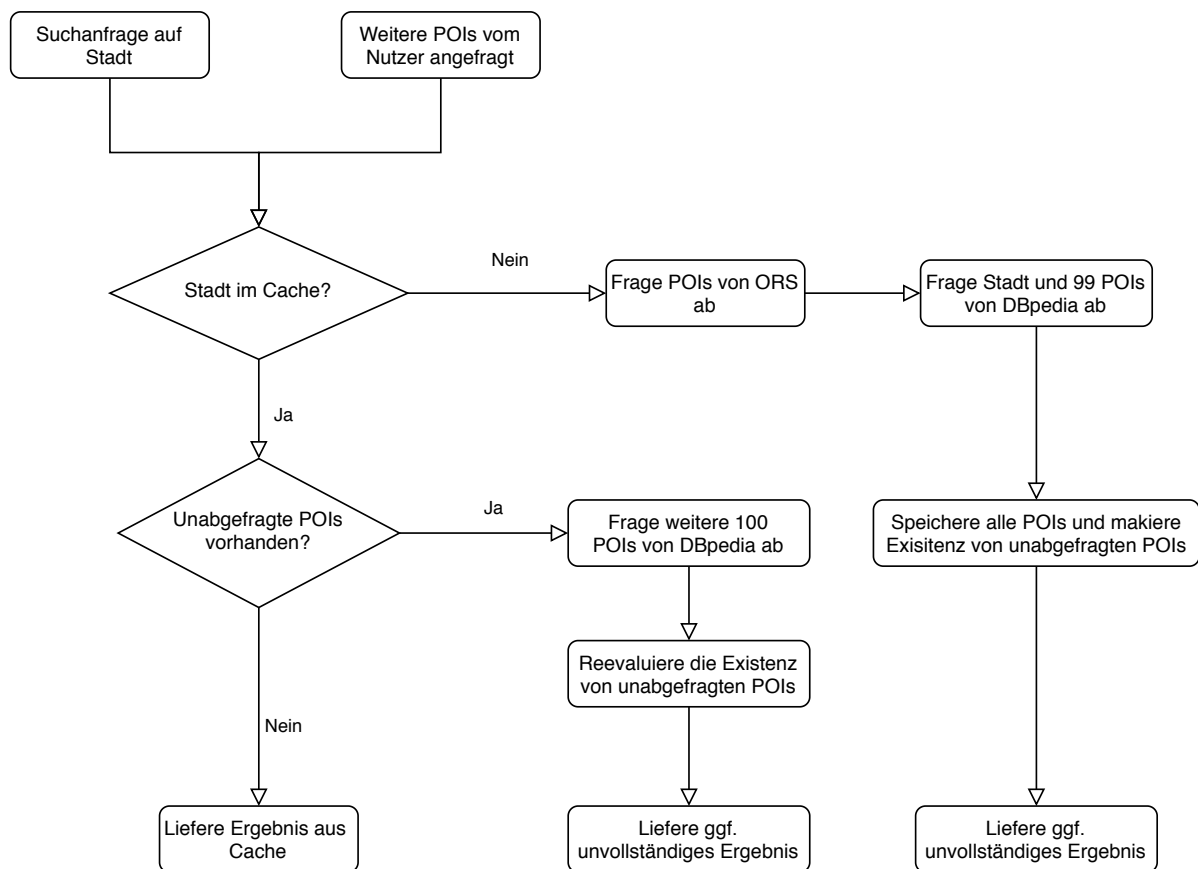 Suchanfrage auf
Stadt
Weitere POIs vom
Nutzer angefragt
Stadt im Cache?
Nein
Frage POIs von ORS
ab
Frage Stadt und 99 POIs
von DBpedia ab
Ja
Unabgefragte POIs
vorhanden?
Ja
Frage weitere 100
POIs von DBpedia ab
Speichere alle POIs und makiere
Exisitenz von unabgefragten POIs
Reevaluiere die Existenz
von unabgefragten POIs
Nein
Liefere Ergebnis aus
Cache
Liefere ggf.
unvollständiges Ergebnis
Liefere ggf.
unvollständiges Ergebnis